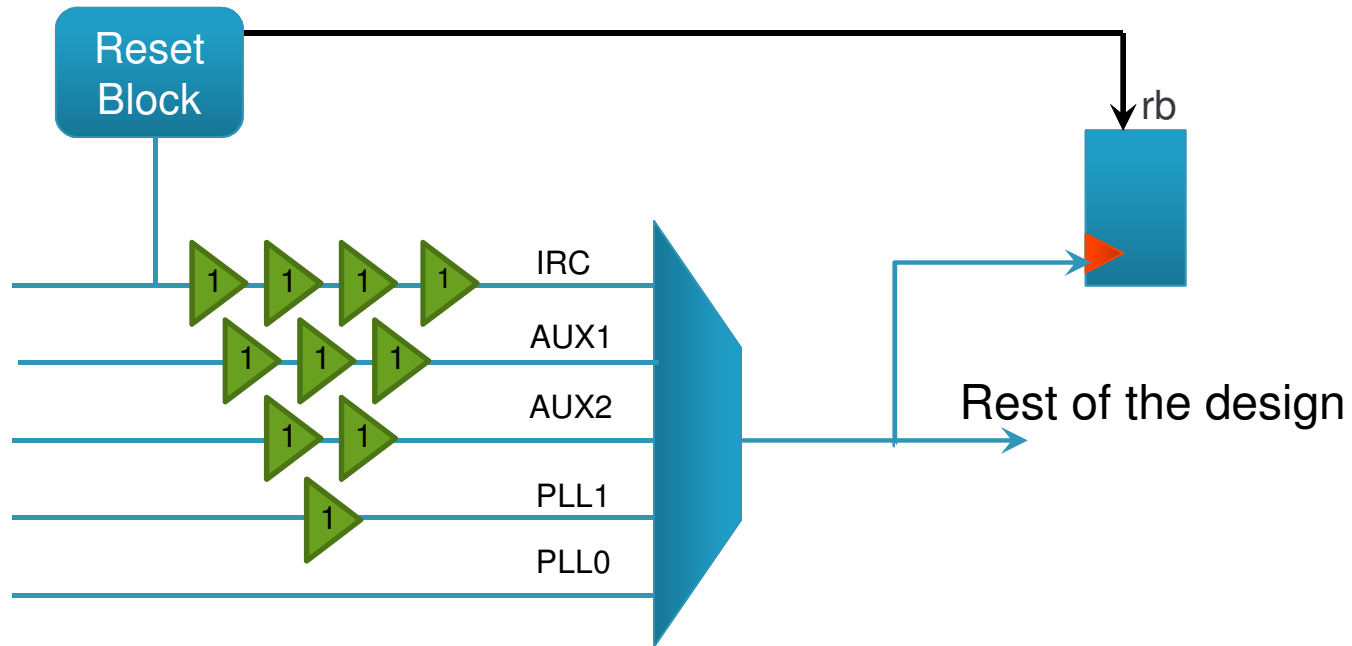 Reset
Block
rb
1 1 1 1 IRC
1 1 1 AUX1
1 1 AUX2
Rest of the design
1 PLL1
PLL0